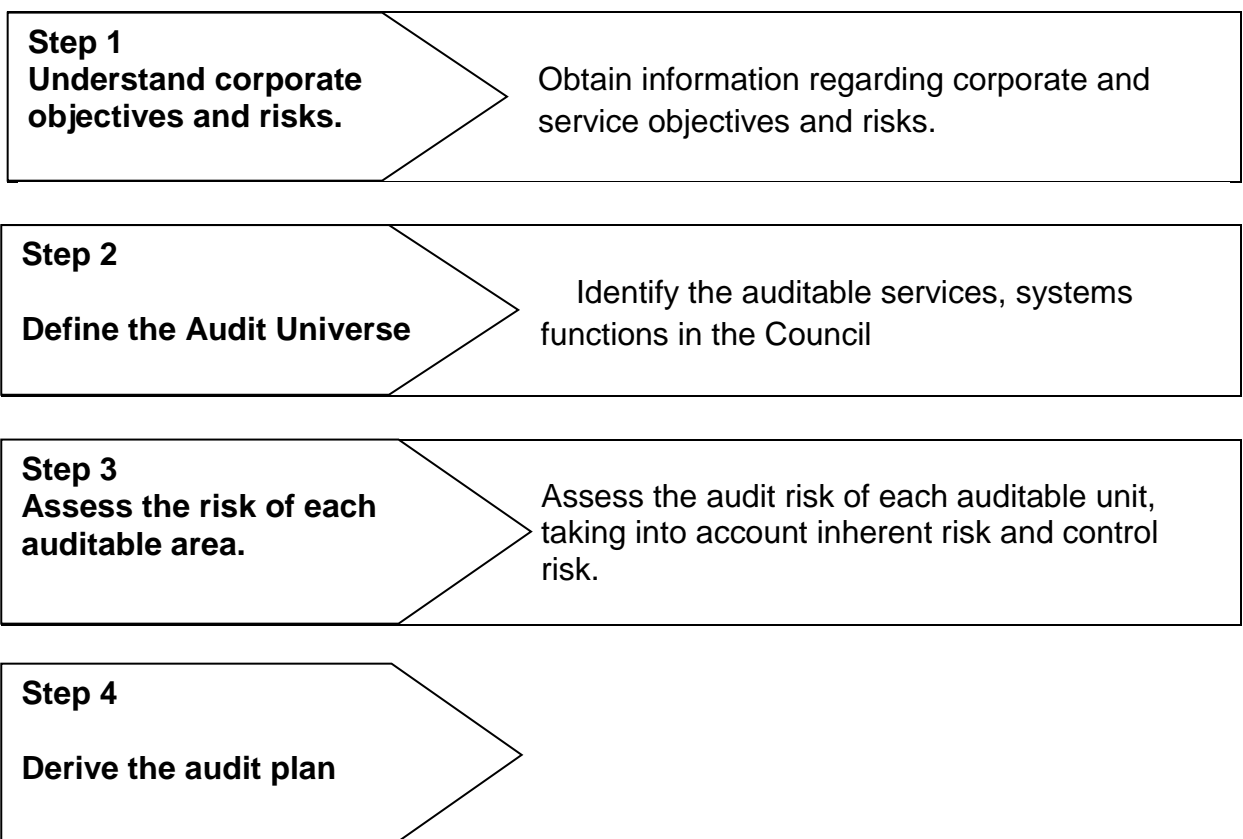 Step 1
Understand corporate
objectives and risks.
Obtain information regarding corporate and
service objectives and risks.
Step 2
Define the Audit Universe
Identify the auditable services, systems
functions in the Council
Step 3
Assess the risk of each
auditable area.
Assess the audit risk of each auditable unit,
taking into account inherent risk and control
risk.
Step 4
Derive the audit plan